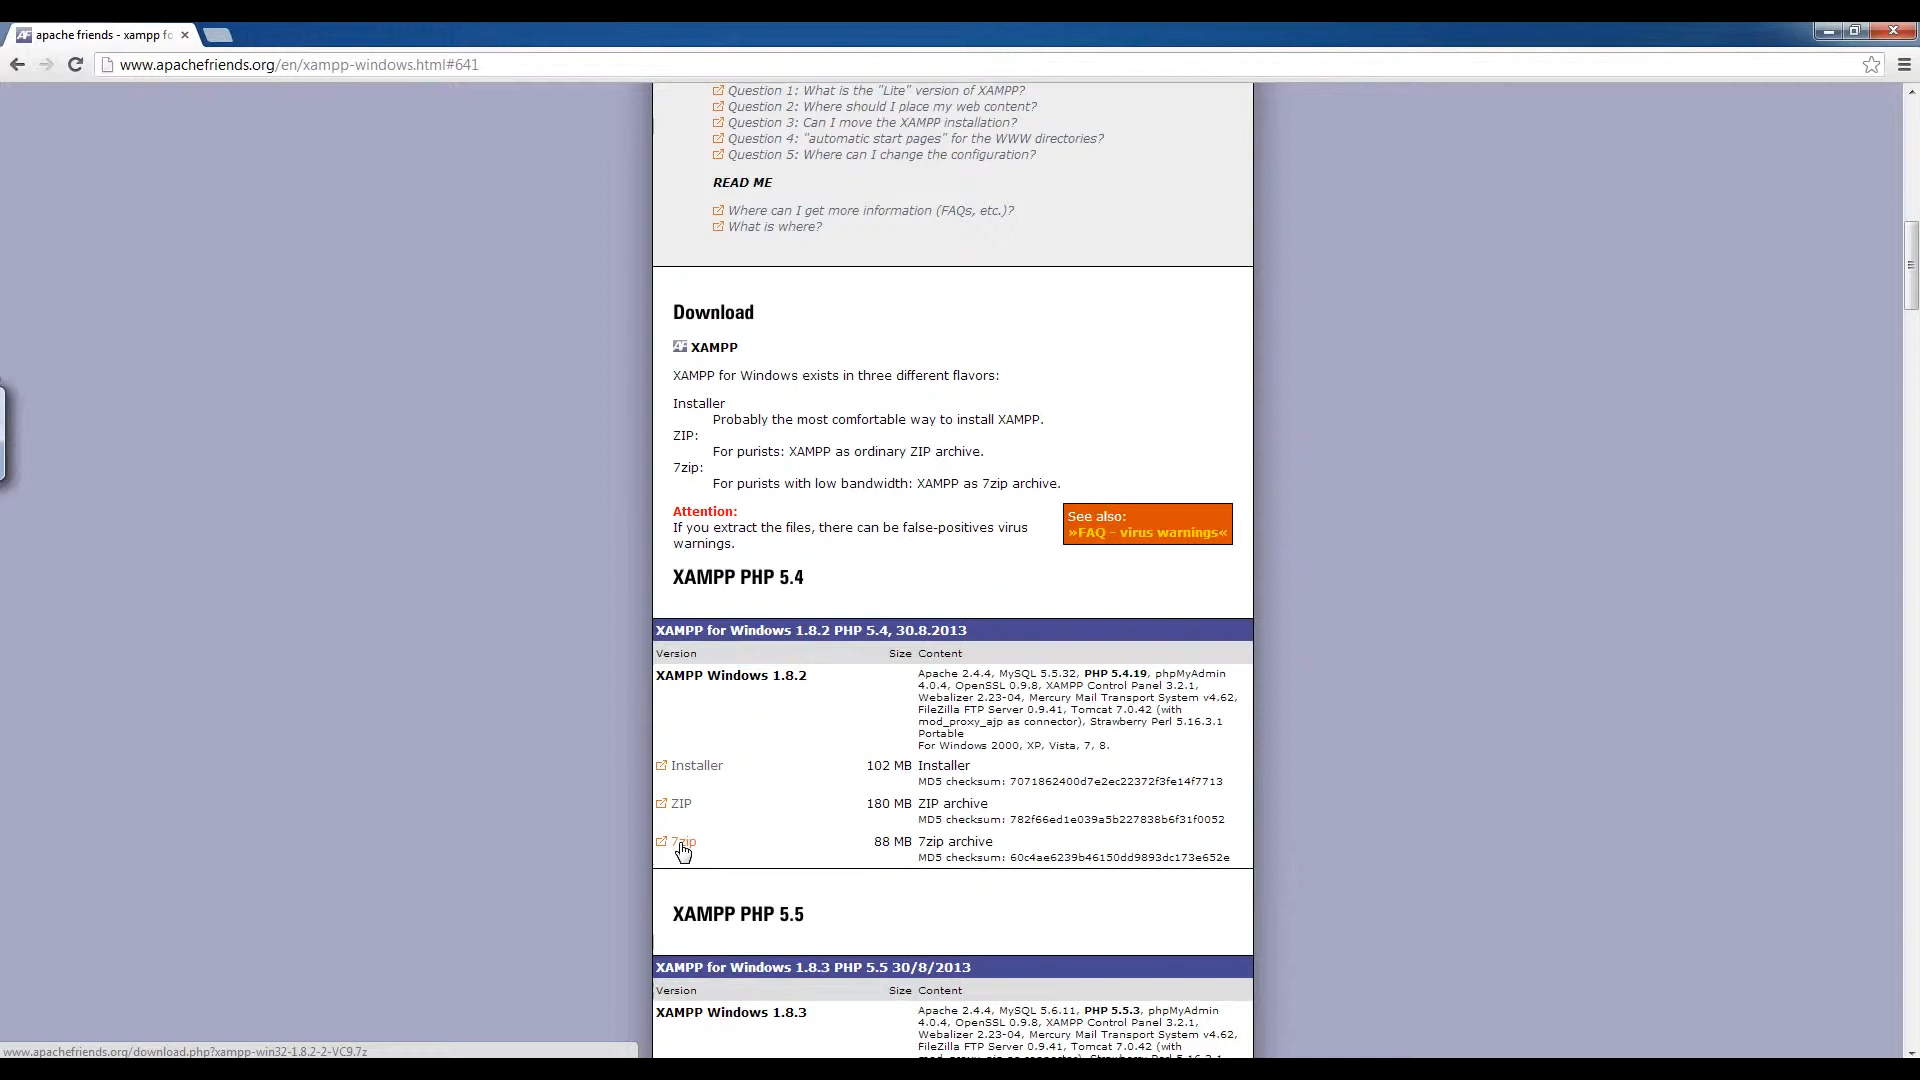 apache friends - xampp fo
www.apachefriends.org/en/xampp-windows.html#641
Question 1: What is the "Lite" version of XAMPP?
Question 2: Where should I place my web content?
Question 3: Can I move the XAMPP installation?
Question 4: "automatic start pages" for the WWW directories?
Question 5: Where can I change the configuration?
READ ME
Where can I get more information (FAQs, etc.)?
What is where?
Download
XAMPP
XAMPP for Windows exists in three different flavors:
Installer
Probably the most comfortable way to install XAMPP.
ZIP:
For purists: XAMPP as ordinary ZIP archive.
7zip:
For purists with low bandwidth: XAMPP as 7zip archive.
Attention:
If you extract the files, there can be false-positives virus
warnings.
See also:
»FAQ - virus warnings«
XAMPP PHP 5.4
XAMPP for Windows 1.8.2 PHP 5.4, 30.8.2013
Version Size Content
XAMPP Windows 1.8.2 Apache 2.4.4, MySQL 5.5.32, PHP 5.4.19, phpMyAdmin
4.0.4, OpenSSL 0.9.8, XAMPP Control Panel 3.2.1,
Webalizer 2.23-04, Mercury Mail Transport System v4.62,
FileZilla FTP Server 0.9.41, Tomcat 7.0.42 (with
mod_proxy_ajp as connector), Strawberry Perl 5.16.3.1
Portable
For Windows 2000, XP, Vista, 7, 8.
Installer 102 MB Installer
MD5 checksum: 7071862400d7e2ec22372f3fe14f7713
ZIP 180 MB ZIP archive
MD5 checksum: 782f66ed1e039a5b227838b6f31f0052
7zip 88 MB 7zip archive
MD5 checksum: 60c4ae6239b46150dd9893dc173e652e
XAMPP PHP 5.5
XAMPP for Windows 1.8.3 PHP 5.5 30/8/2013
Version Size Content
XAMPP Windows 1.8.3 Apache 2.4.4, MySQL 5.6.11, PHP 5.5.3, phpMyAdmin
4.0.4, OpenSSL 0.9.8, XAMPP Control Panel 3.2.1,
Webalizer 2.23-04, Mercury Mail Transport System v4.62,
FileZilla FTP Server 0.9.41, Tomcat 7.0.42 (with
www.apachefriends.org/download.php?xampp-win32-1.8.2-2-VC9.7z